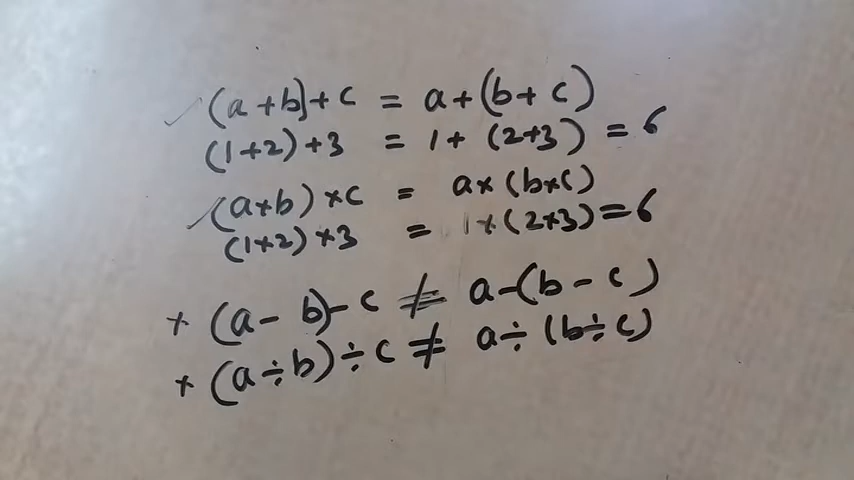 ✓ (a+b)+c = a+(b+c)
(1+2)+3 = 1+(2+3) = 6
✓ (a×b)×c = a×(b×c)
(1×2)×3 = 1×(2×3) = 6
× (a-b)-c ≠ a-(b-c)
× (a÷b)÷c ≠ a÷(b÷c)